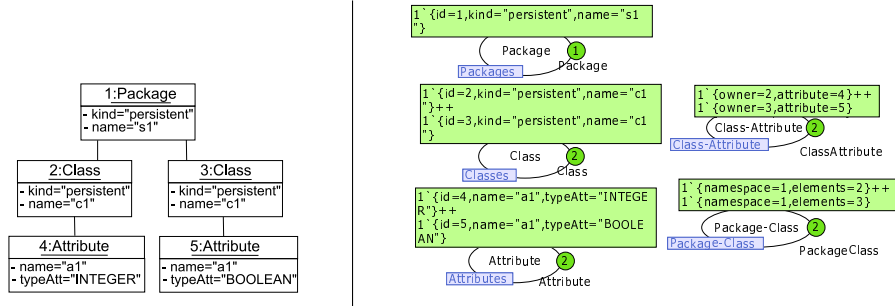 1:Package
- kind="persistent"
- name="s1"
2:Class
- kind="persistent"
- name="c1"
3:Class
- kind="persistent"
- name="c1"
4:Attribute
- name="a1"
- typeAtt="INTEGER"
5:Attribute
- name="a1"
- typeAtt="BOOLEAN"
1`{id=1,kind="persistent",name="s1
"}
Package
1
Packages
Package
1`{id=2,kind="persistent",name="c1
"}++
1`{id=3,kind="persistent",name="c1
"}
Class
2
Classes
Class
1`{id=4,name="a1",typeAtt="INTEGE
R"}++
1`{id=5,name="a1",typeAtt="BOOLE
AN"}
Attribute
2
Attributes
Attribute
1`{owner=2,attribute=4}++
1`{owner=3,attribute=5}
Class-Attribute
2
Class-Attribute
ClassAttribute
1`{namespace=1,elements=2}++
1`{namespace=1,elements=3}
Package-Class
2
Package-Class
PackageClass